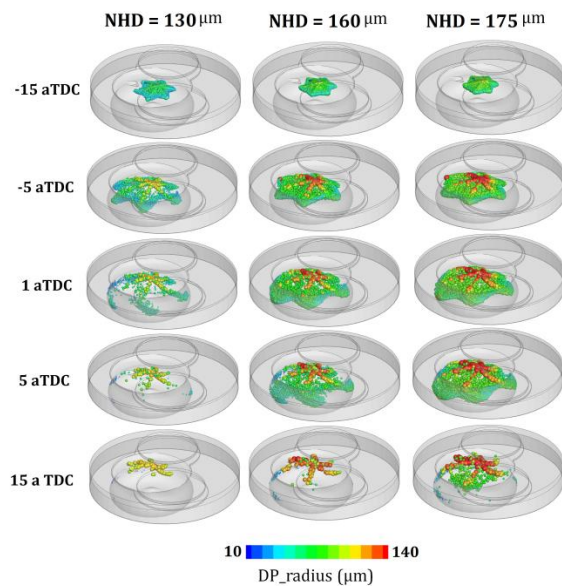 NHD = 130 μm NHD = 160 μm NHD = 175 μm
-15 aTDC
-5 aTDC
1 aTDC
5 aTDC
15 a TDC
10 140
DP_radius (μm)